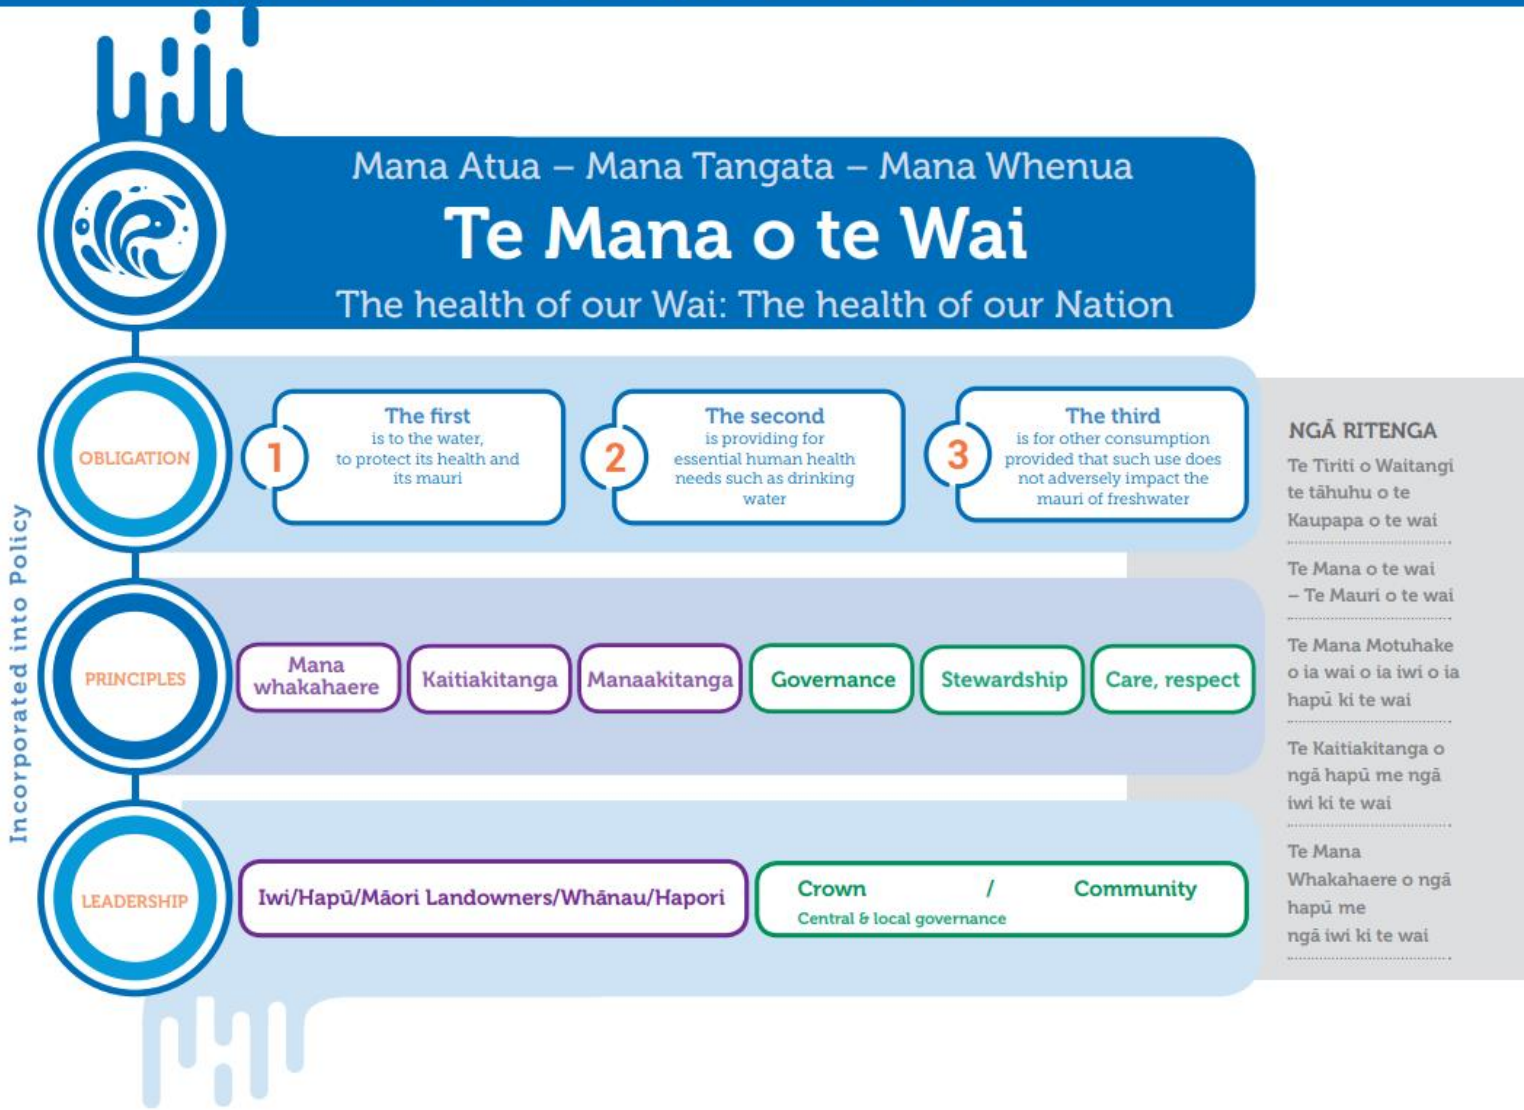 Mana Atua – Mana Tangata – Mana Whenua
Te Mana o te Wai
The health of our Wai: The health of our Nation
Incorporated into Policy
OBLIGATION
1
The first
is to the water,
to protect its health and
its mauri
2
The second
is providing for
essential human health
needs such as drinking
water
3
The third
is for other consumption
provided that such use does
not adversely impact the
mauri of freshwater
PRINCIPLES
Mana
whakahaere
Kaitiakitanga
Manaakitanga
Governance
Stewardship
Care, respect
LEADERSHIP
Iwi/Hapū/Māori Landowners/Whānau/Hapori
Crown / Community
Central & local governance
NGĀ RITENGA
Te Tiriti o Waitangi
te tāhuhu o te
Kaupapa o te wai
Te Mana o te wai
– Te Mauri o te wai
Te Mana Motuhake
o ia wai o ia iwi o ia
hapū ki te wai
Te Kaitiakitanga o
ngā hapū me ngā
iwi ki te wai
Te Mana
Whakahaere o ngā
hapū me
ngā iwi ki te wai